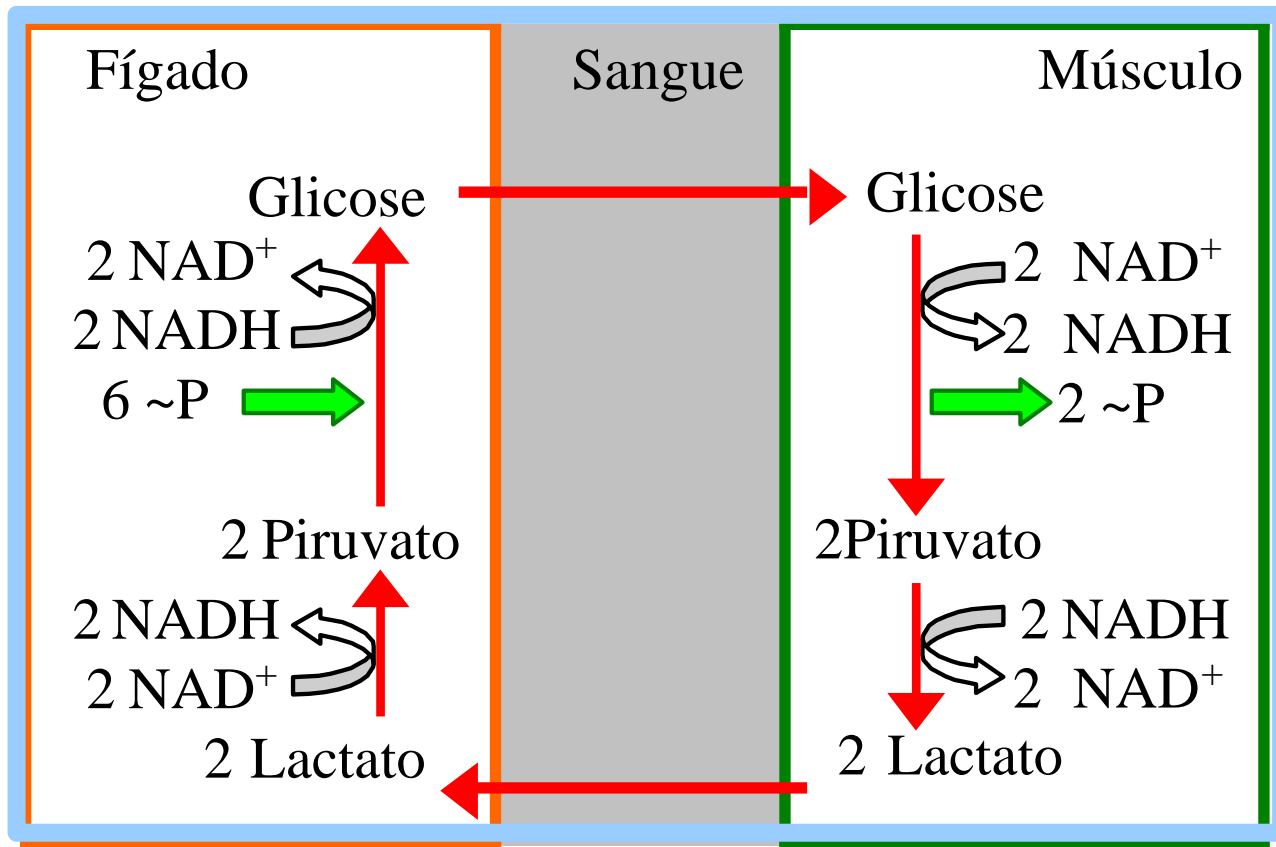 Fígado Sangue Músculo
Glicose Glicose
2 NAD⁺ 2 NAD⁺
2 NADH 2 NADH
6 ~P 2 ~P
2 Piruvato 2Piruvato
2 NADH 2 NADH
2 NAD⁺ 2 NAD⁺
2 Lactato 2 Lactato